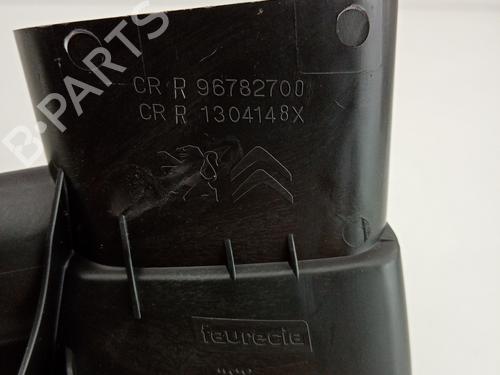 B-PARTS
CR R 96782700
CR R 1304148X
faurecia